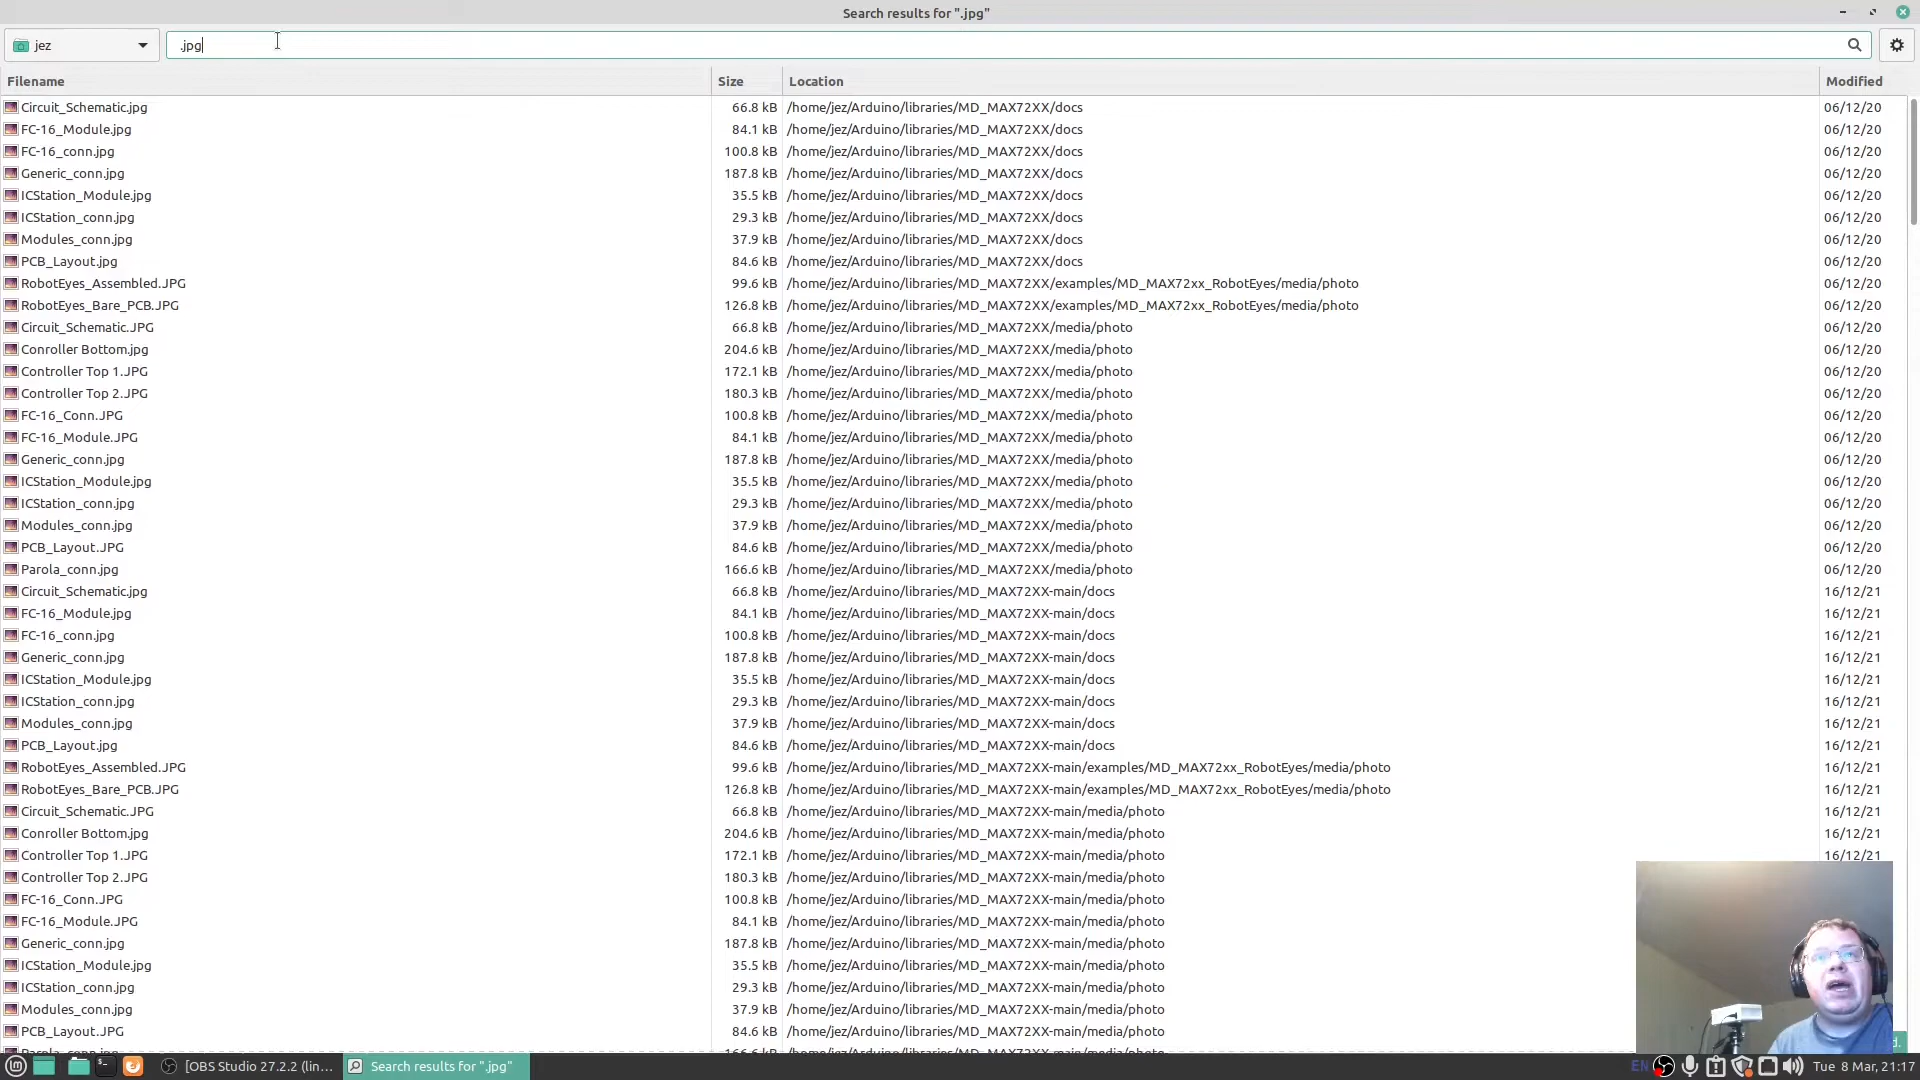 Search results for ".jpg"
jez
.jpg
Filename Size Location Modified
Circuit_Schematic.jpg 66.8 kB /home/jez/Arduino/libraries/MD_MAX72XX/docs 06/12/20
FC-16_Module.jpg 84.1 kB /home/jez/Arduino/libraries/MD_MAX72XX/docs 06/12/20
FC-16_conn.jpg 100.8 kB /home/jez/Arduino/libraries/MD_MAX72XX/docs 06/12/20
Generic_conn.jpg 187.8 kB /home/jez/Arduino/libraries/MD_MAX72XX/docs 06/12/20
ICStation_Module.jpg 35.5 kB /home/jez/Arduino/libraries/MD_MAX72XX/docs 06/12/20
ICStation_conn.jpg 29.3 kB /home/jez/Arduino/libraries/MD_MAX72XX/docs 06/12/20
Modules_conn.jpg 37.9 kB /home/jez/Arduino/libraries/MD_MAX72XX/docs 06/12/20
PCB_Layout.jpg 84.6 kB /home/jez/Arduino/libraries/MD_MAX72XX/docs 06/12/20
RobotEyes_Assembled.JPG 99.6 kB /home/jez/Arduino/libraries/MD_MAX72XX/examples/MD_MAX72xx_RobotEyes/media/photo 06/12/20
RobotEyes_Bare_PCB.JPG 126.8 kB /home/jez/Arduino/libraries/MD_MAX72XX/examples/MD_MAX72xx_RobotEyes/media/photo 06/12/20
Circuit_Schematic.JPG 66.8 kB /home/jez/Arduino/libraries/MD_MAX72XX/media/photo 06/12/20
Conroller Bottom.jpg 204.6 kB /home/jez/Arduino/libraries/MD_MAX72XX/media/photo 06/12/20
Controller Top 1.JPG 172.1 kB /home/jez/Arduino/libraries/MD_MAX72XX/media/photo 06/12/20
Controller Top 2.JPG 180.3 kB /home/jez/Arduino/libraries/MD_MAX72XX/media/photo 06/12/20
FC-16_Conn.JPG 100.8 kB /home/jez/Arduino/libraries/MD_MAX72XX/media/photo 06/12/20
FC-16_Module.JPG 84.1 kB /home/jez/Arduino/libraries/MD_MAX72XX/media/photo 06/12/20
Generic_conn.jpg 187.8 kB /home/jez/Arduino/libraries/MD_MAX72XX/media/photo 06/12/20
ICStation_Module.jpg 35.5 kB /home/jez/Arduino/libraries/MD_MAX72XX/media/photo 06/12/20
ICStation_conn.jpg 29.3 kB /home/jez/Arduino/libraries/MD_MAX72XX/media/photo 06/12/20
Modules_conn.jpg 37.9 kB /home/jez/Arduino/libraries/MD_MAX72XX/media/photo 06/12/20
PCB_Layout.JPG 84.6 kB /home/jez/Arduino/libraries/MD_MAX72XX/media/photo 06/12/20
Parola_conn.jpg 166.6 kB /home/jez/Arduino/libraries/MD_MAX72XX/media/photo 06/12/20
Circuit_Schematic.jpg 66.8 kB /home/jez/Arduino/libraries/MD_MAX72XX-main/docs 16/12/21
FC-16_Module.jpg 84.1 kB /home/jez/Arduino/libraries/MD_MAX72XX-main/docs 16/12/21
FC-16_conn.jpg 100.8 kB /home/jez/Arduino/libraries/MD_MAX72XX-main/docs 16/12/21
Generic_conn.jpg 187.8 kB /home/jez/Arduino/libraries/MD_MAX72XX-main/docs 16/12/21
ICStation_Module.jpg 35.5 kB /home/jez/Arduino/libraries/MD_MAX72XX-main/docs 16/12/21
ICStation_conn.jpg 29.3 kB /home/jez/Arduino/libraries/MD_MAX72XX-main/docs 16/12/21
Modules_conn.jpg 37.9 kB /home/jez/Arduino/libraries/MD_MAX72XX-main/docs 16/12/21
PCB_Layout.jpg 84.6 kB /home/jez/Arduino/libraries/MD_MAX72XX-main/docs 16/12/21
RobotEyes_Assembled.JPG 99.6 kB /home/jez/Arduino/libraries/MD_MAX72XX-main/examples/MD_MAX72xx_RobotEyes/media/photo 16/12/21
RobotEyes_Bare_PCB.JPG 126.8 kB /home/jez/Arduino/libraries/MD_MAX72XX-main/examples/MD_MAX72xx_RobotEyes/media/photo 16/12/21
Circuit_Schematic.JPG 66.8 kB /home/jez/Arduino/libraries/MD_MAX72XX-main/media/photo 16/12/21
Conroller Bottom.jpg 204.6 kB /home/jez/Arduino/libraries/MD_MAX72XX-main/media/photo 16/12/21
Controller Top 1.JPG 172.1 kB /home/jez/Arduino/libraries/MD_MAX72XX-main/media/photo 16/12/21
Controller Top 2.JPG 180.3 kB /home/jez/Arduino/libraries/MD_MAX72XX-main/media/photo
FC-16_Conn.JPG 100.8 kB /home/jez/Arduino/libraries/MD_MAX72XX-main/media/photo
FC-16_Module.JPG 84.1 kB /home/jez/Arduino/libraries/MD_MAX72XX-main/media/photo
Generic_conn.jpg 187.8 kB /home/jez/Arduino/libraries/MD_MAX72XX-main/media/photo
ICStation_Module.jpg 35.5 kB /home/jez/Arduino/libraries/MD_MAX72XX-main/media/photo
ICStation_conn.jpg 29.3 kB /home/jez/Arduino/libraries/MD_MAX72XX-main/media/photo
Modules_conn.jpg 37.9 kB /home/jez/Arduino/libraries/MD_MAX72XX-main/media/photo
PCB_Layout.JPG 84.6 kB /home/jez/Arduino/libraries/MD_MAX72XX-main/media/photo
d.
[OBS Studio 27.2.2 (lin... Search results for ".jpg" EN Tue 8 Mar, 21:17